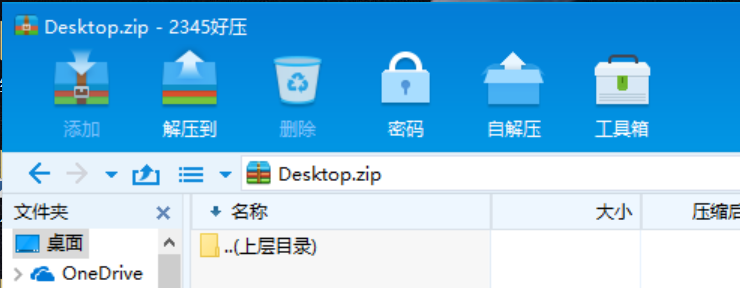 Desktop.zip - 2345好压
添加 解压到 删除 密码 自解压 工具箱
Desktop.zip
文件夹 名称 大小 压缩后
桌面 ..(上层目录)
OneDrive